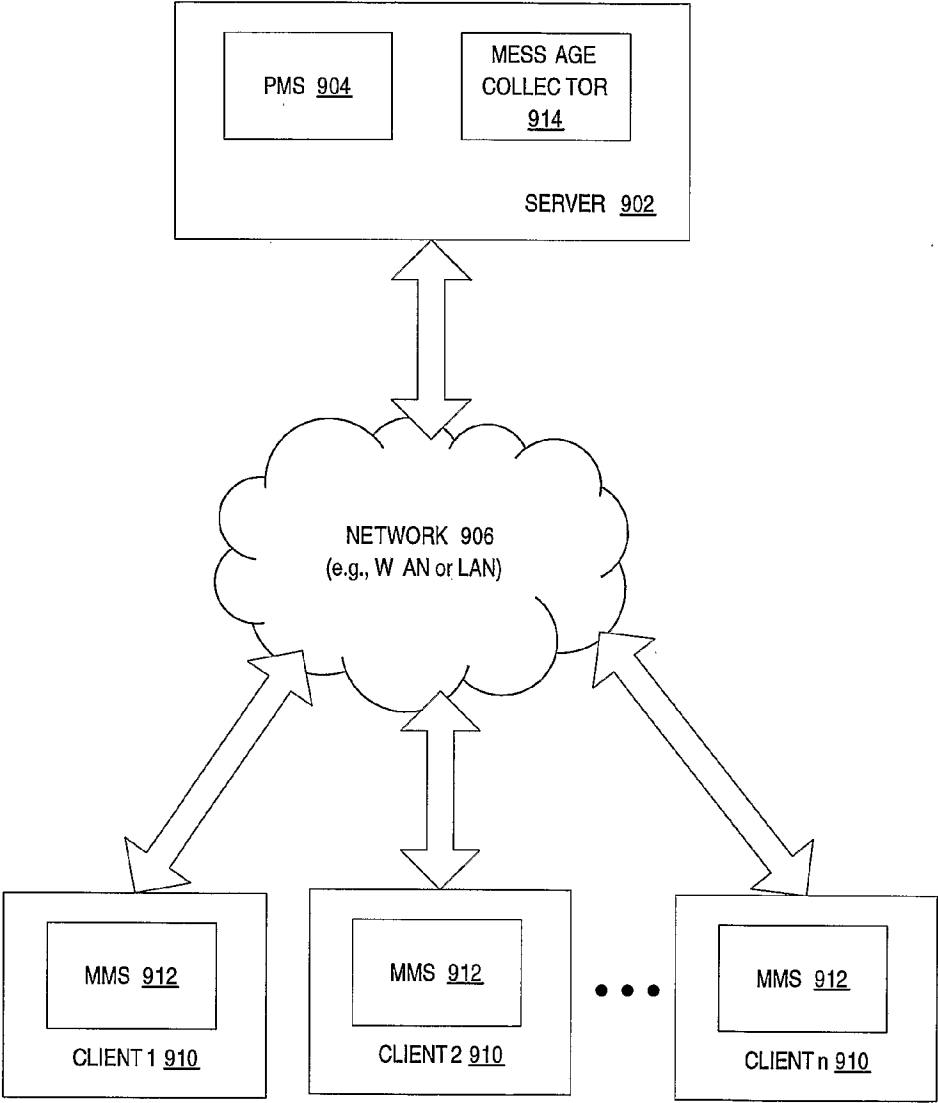 PMS 904
MESS AGE
COLLEC TOR
914
SERVER 902
NETWORK 906
(e.g., W AN or LAN)
MMS 912
CLIENT 1 910
MMS 912
CLIENT 2 910
MMS 912
CLIENT n 910